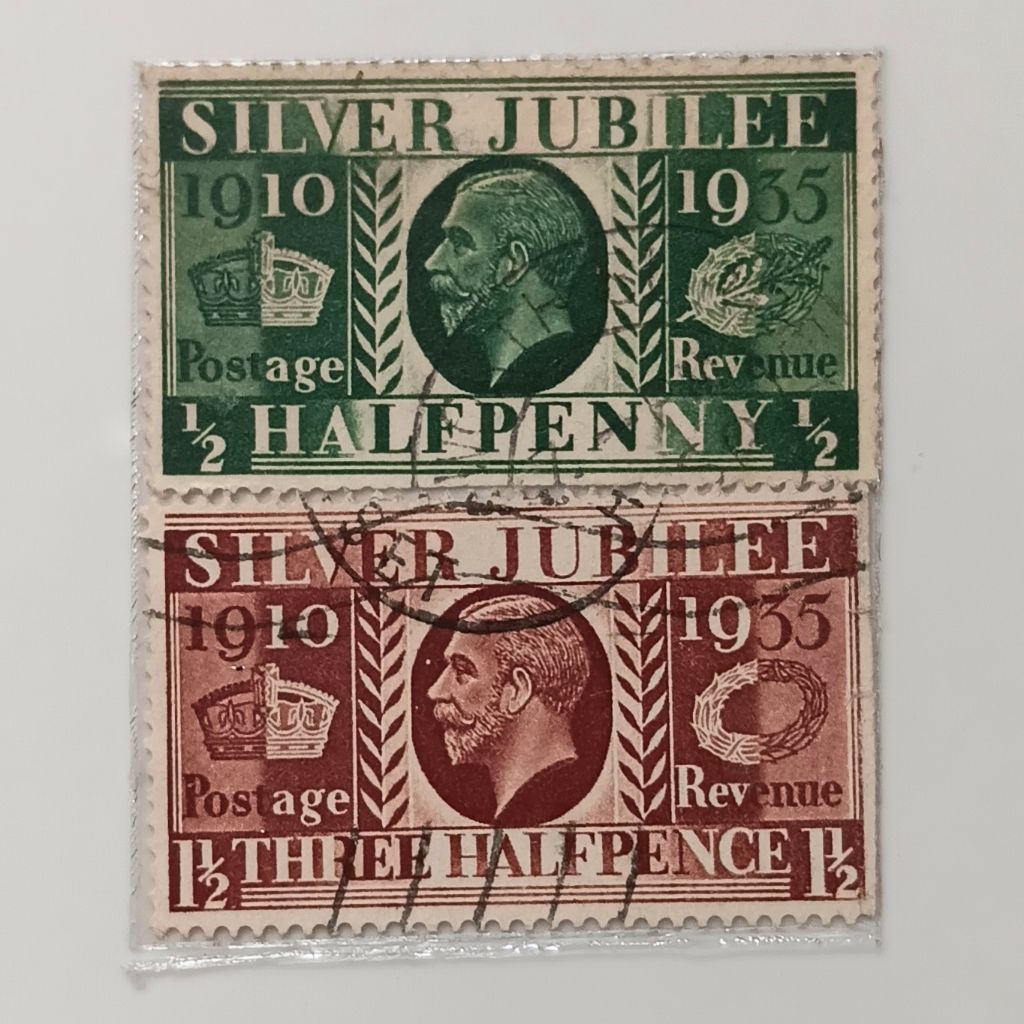 SILVER JUBILEE
1910 1935
Postage Revenue
½ HALFPENNY ½
SILVER JUBILEE
1910 1935
Postage Revenue
1½ THREE HALFPENCE 1½